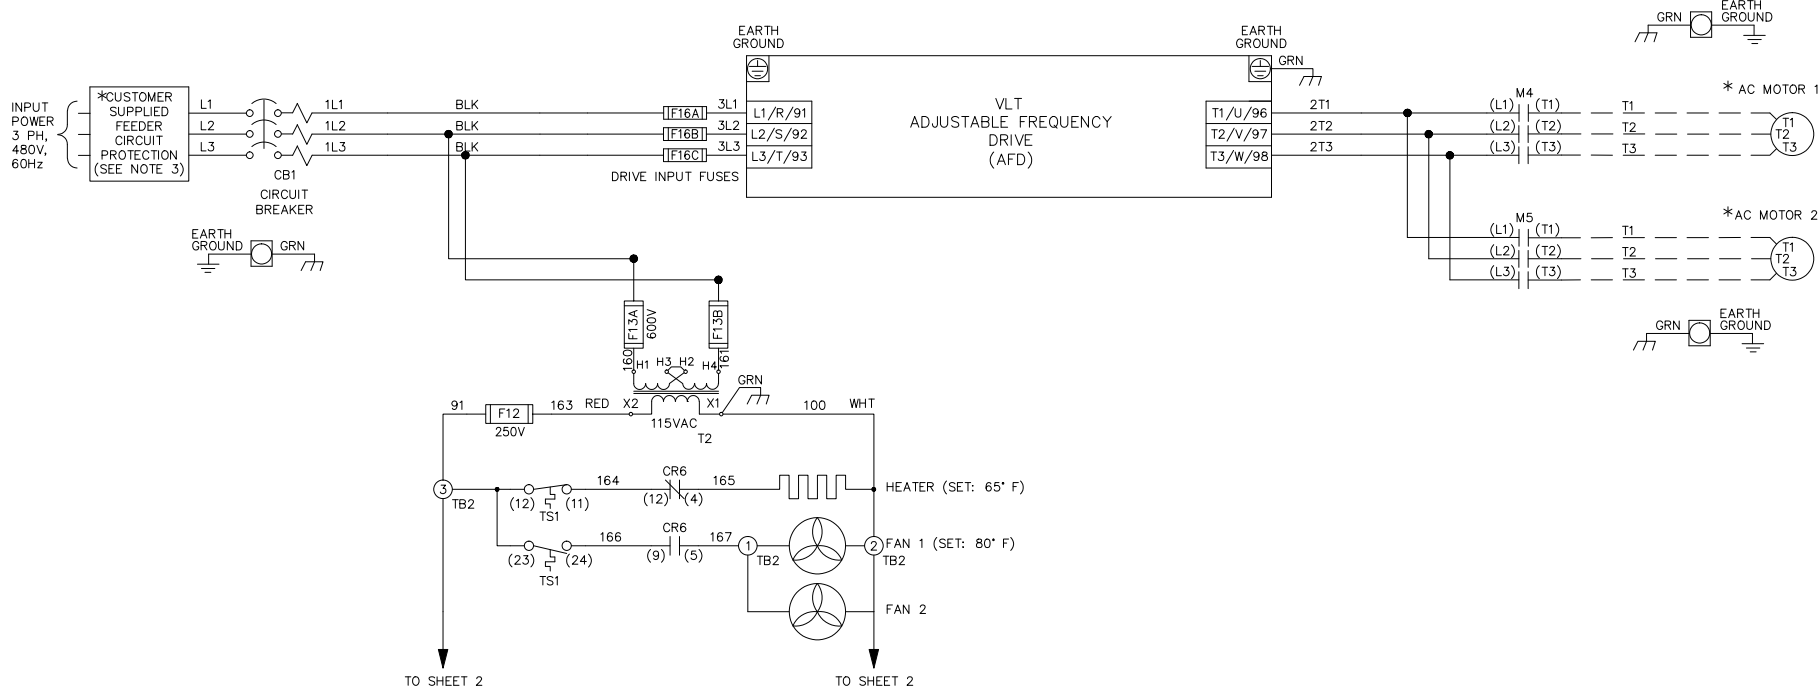 EARTH
GROUND
GRN
EARTH
GROUND
EARTH
GROUND
GRN
INPUT
POWER
3 PH,
480V,
60Hz
*CUSTOMER
SUPPLIED
FEEDER
CIRCUIT
PROTECTION
(SEE NOTE 3)
L1
L2
L3
CB1
CIRCUIT
BREAKER
1L1
1L2
1L3
BLK
BLK
BLK
F16A
F16B
F16C
DRIVE INPUT FUSES
3L1
3L2
3L3
L1/R/91
L2/S/92
L3/T/93
VLT
ADJUSTABLE FREQUENCY
DRIVE
(AFD)
T1/U/96
T2/V/97
T3/W/98
2T1
2T2
2T3
M4
(L1) (T1)
(L2) (T2)
(L3) (T3)
T1
T2
T3
* AC MOTOR 1
T1
T2
T3
M5
(L1) (T1)
(L2) (T2)
(L3) (T3)
T1
T2
T3
*AC MOTOR 2
T1
T2
T3
EARTH
GROUND
GRN
GRN
EARTH
GROUND
F13A
600V
F13B
160
H1
H3 H2
H4
161
GRN
91
F12
250V
163
RED
X2
X1
115VAC
T2
100
WHT
3
TB2
(12) (11)
TS1
164
CR6
(12) (4)
165
HEATER (SET: 65° F)
(23) (24)
TS1
166
CR6
(9) (5)
167
1
TB2
2
TB2
FAN 1 (SET: 80° F)
FAN 2
TO SHEET 2
TO SHEET 2